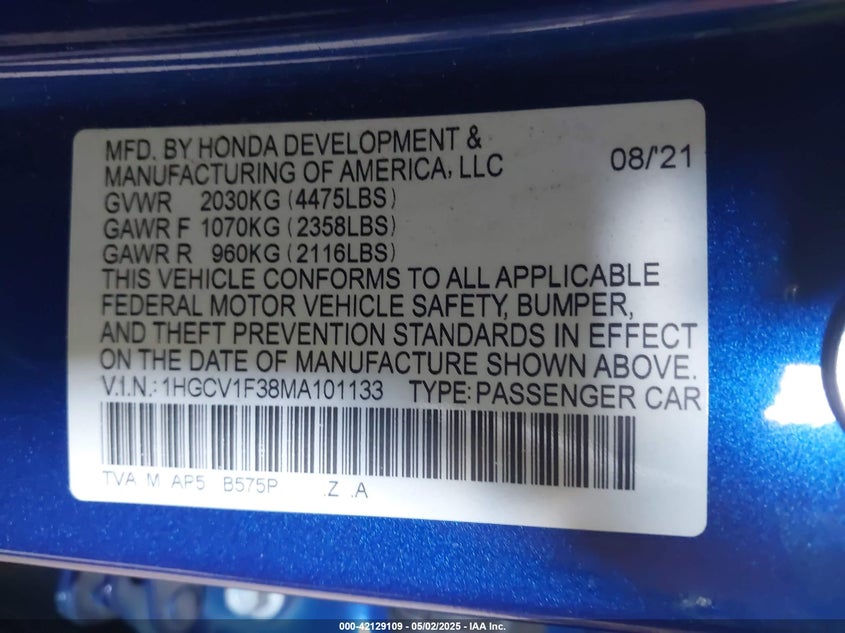 MFD. BY HONDA DEVELOPMENT &
MANUFACTURING OF AMERICA, LLC 08/'21
GVWR 2030KG (4475LBS)
GAWR F 1070KG (2358LBS)
GAWR R 960KG (2116LBS)
THIS VEHICLE CONFORMS TO ALL APPLICABLE
FEDERAL MOTOR VEHICLE SAFETY, BUMPER,
AND THEFT PREVENTION STANDARDS IN EFFECT
ON THE DATE OF MANUFACTURE SHOWN ABOVE.
V.I.N.: 1HGCV1F38MA101133 TYPE: PASSENGER CAR
TVA M AP5 B575P .Z .A
000-42129109 - 05/02/2025 - IAA Inc.